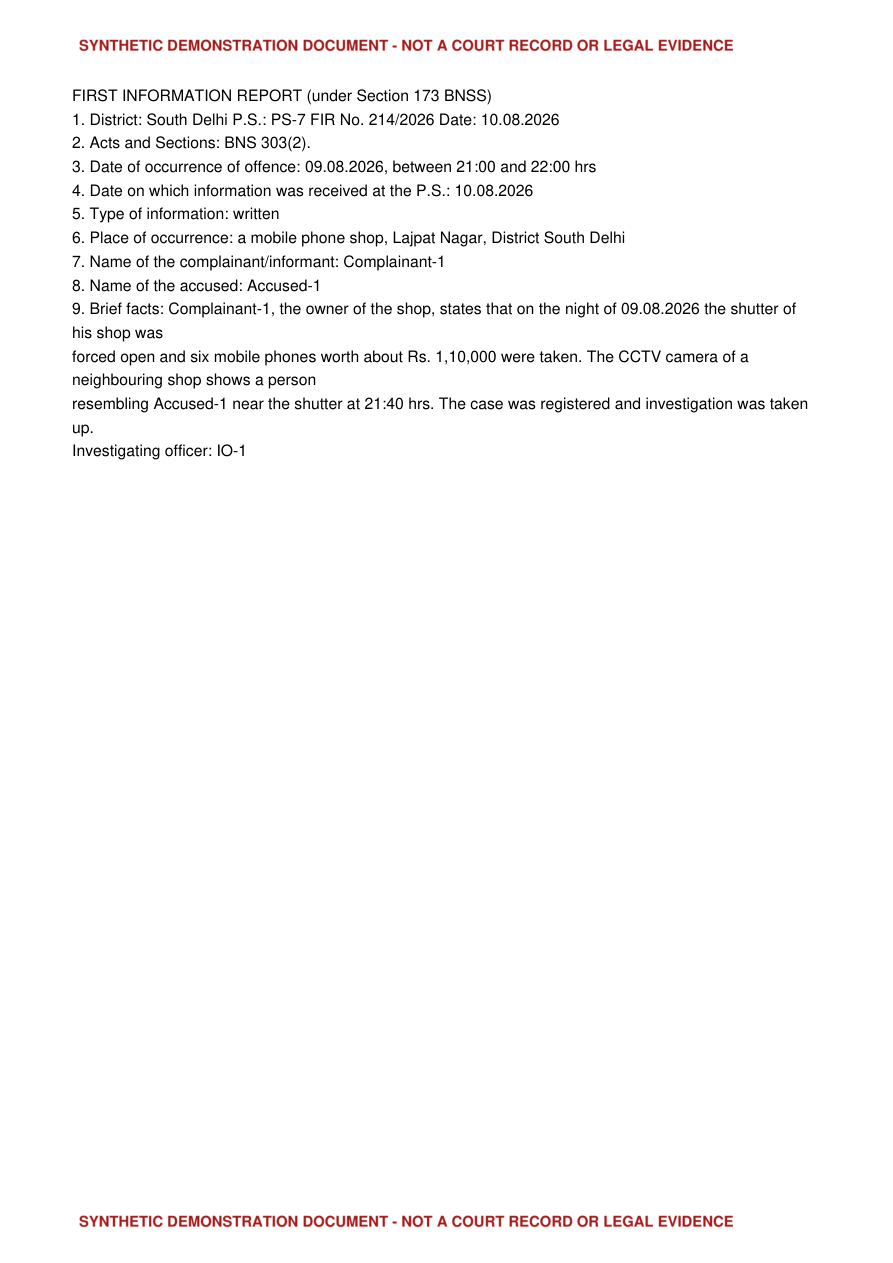 SYNTHETIC DEMONSTRATION DOCUMENT - NOT A COURT RECORD OR LEGAL EVIDENCE
FIRST INFORMATION REPORT (under Section 173 BNSS)
1. District: South Delhi P.S.: PS-7 FIR No. 214/2026 Date: 10.08.2026
2. Acts and Sections: BNS 303(2).
3. Date of occurrence of offence: 09.08.2026, between 21:00 and 22:00 hrs
4. Date on which information was received at the P.S.: 10.08.2026
5. Type of information: written
6. Place of occurrence: a mobile phone shop, Lajpat Nagar, District South Delhi
7. Name of the complainant/informant: Complainant-1
8. Name of the accused: Accused-1
9. Brief facts: Complainant-1, the owner of the shop, states that on the night of 09.08.2026 the shutter of
his shop was
forced open and six mobile phones worth about Rs. 1,10,000 were taken. The CCTV camera of a
neighbouring shop shows a person
resembling Accused-1 near the shutter at 21:40 hrs. The case was registered and investigation was taken
up.
Investigating officer: IO-1
SYNTHETIC DEMONSTRATION DOCUMENT - NOT A COURT RECORD OR LEGAL EVIDENCE